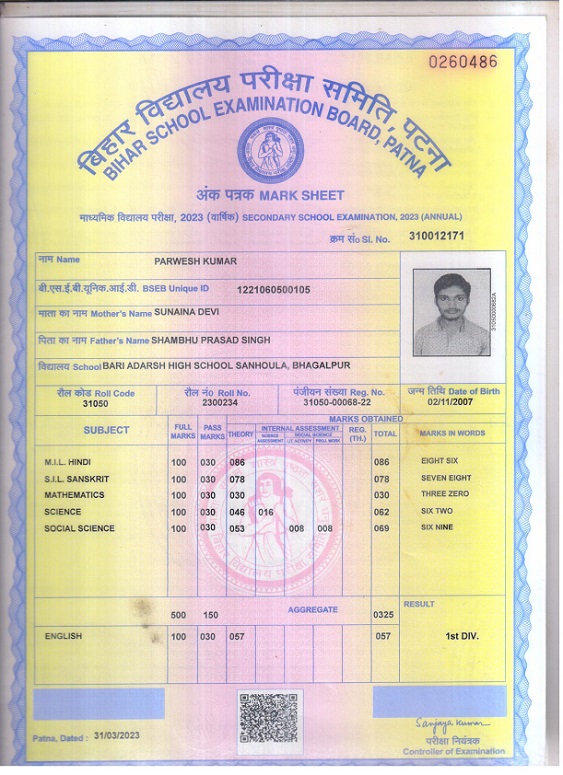 0260486
बिहार विद्यालय परीक्षा समिति, पटना
BIHAR SCHOOL EXAMINATION BOARD, PATNA
अंक पत्रक MARK SHEET
माध्यमिक विद्यालय परीक्षा, 2023 (वार्षिक) SECONDARY SCHOOL EXAMINATION, 2023 (ANNUAL)
क्रम सं० Sl. No. 310012171
नाम Name PARWESH KUMAR
बी.एस.ई.बी.यूनिक.आई.डी. BSEB Unique ID 1221060500105
माता का नाम Mother's Name SUNAINA DEVI
पिता का नाम Father's Name SHAMBHU PRASAD SINGH
विद्यालय School BARI ADARSH HIGH SCHOOL SANHOULA, BHAGALPUR
रौल कोड Roll Code रौल नं० Roll No. पंजीयन संख्या Reg. No. जन्म तिथि Date of Birth
31050 2300234 31050-00068-22 02/11/2007
SUBJECT FULL MARKS PASS MARKS MARKS OBTAINED
THEORY INTERNAL ASSESSMENT REG. (TH.) TOTAL MARKS IN WORDS
SCIENCE ASSESSMENT SOCIAL SCIENCE
LIT. ACTIVITY PROJ. WORK
M.I.L. HINDI 100 030 086 086 EIGHT SIX
S.I.L. SANSKRIT 100 030 078 078 SEVEN EIGHT
MATHEMATICS 100 030 030 030 THREE ZERO
SCIENCE 100 030 046 016 062 SIX TWO
SOCIAL SCIENCE 100 030 053 008 008 069 SIX NINE
500 150 AGGREGATE 0325 RESULT
ENGLISH 100 030 057 057 1st DIV.
Patna, Dated : 31/03/2023
Sanjaya Kumar
परीक्षा नियंत्रक
Controller of Examination